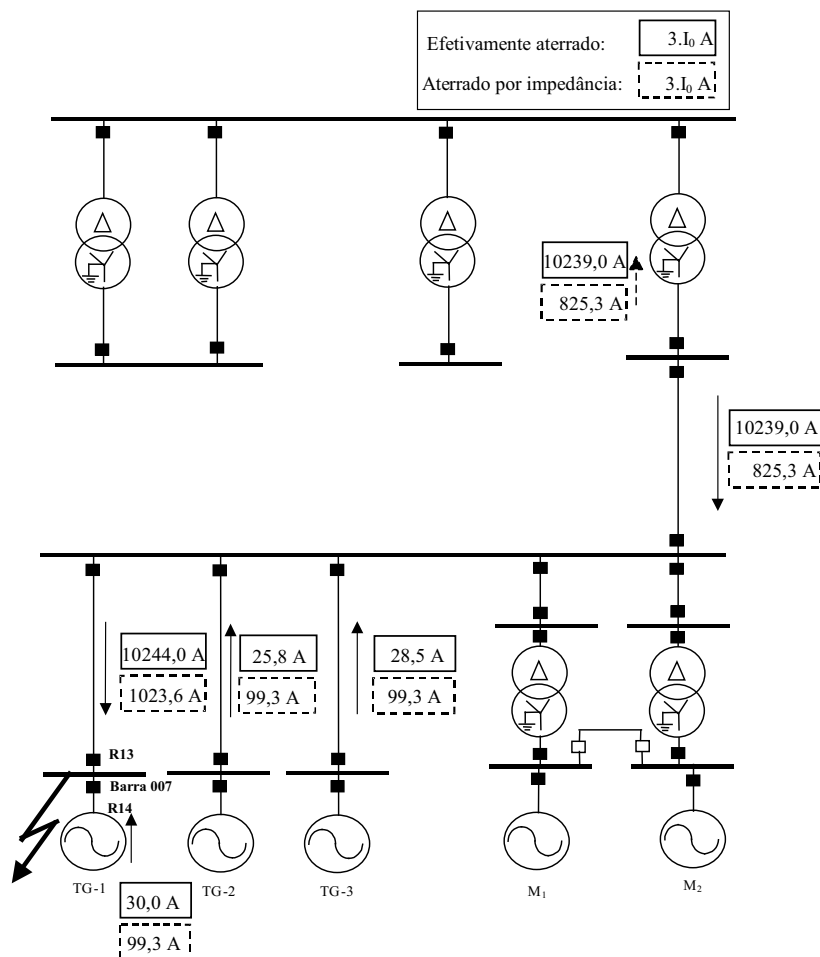 Efetivamente aterrado: 3.I₀ A
Aterrado por impedância: 3.I₀ A
10239,0 A
825,3 A
10239,0 A
825,3 A
10244,0 A
1023,6 A
25,8 A
99,3 A
28,5 A
99,3 A
R13
Barra 007
R14
TG-1
TG-2
TG-3
M₁
M₂
30,0 A
99,3 A